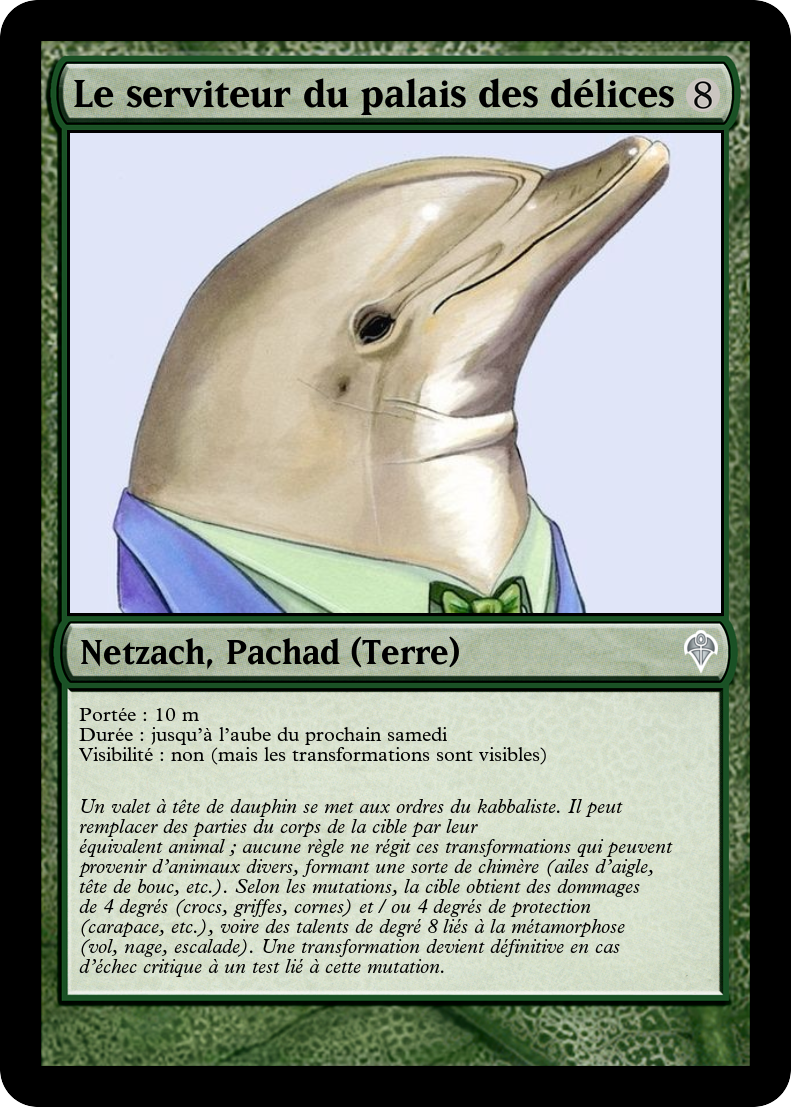 Le serviteur du palais des délices 8
Netzach, Pachad (Terre)
Portée : 10 m
Durée : jusqu'à l'aube du prochain samedi
Visibilité : non (mais les transformations sont visibles)
Un valet à tête de dauphin se met aux ordres du kabbaliste. Il peut
remplacer des parties du corps de la cible par leur
équivalent animal ; aucune règle ne régit ces transformations qui peuvent
provenir d'animaux divers, formant une sorte de chimère (ailes d'aigle,
tête de bouc, etc.). Selon les mutations, la cible obtient des dommages
de 4 degrés (crocs, griffes, cornes) et / ou 4 degrés de protection
(carapace, etc.), voire des talents de degré 8 liés à la métamorphose
(vol, nage, escalade). Une transformation devient définitive en cas
d'échec critique à un test lié à cette mutation.